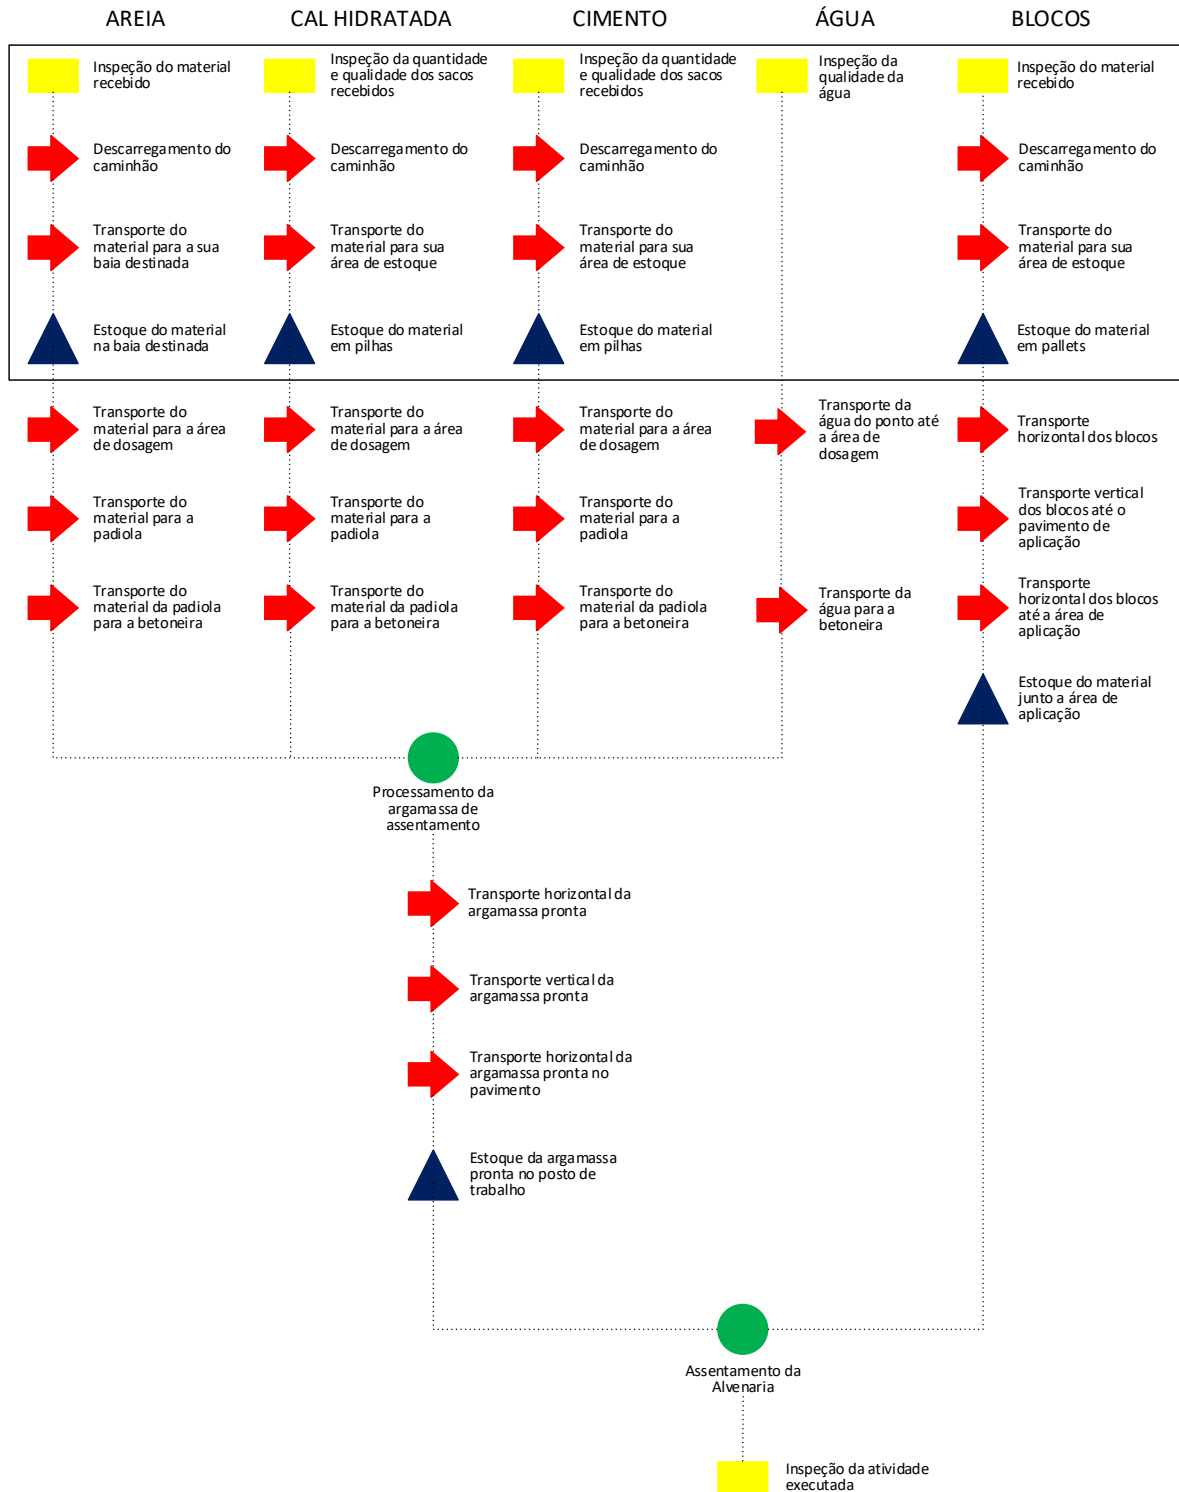 AREIA
CAL HIDRATADA
CIMENTO
ÁGUA
BLOCOS
Inspeção do material
recebido
Inspeção da quantidade
e qualidade dos sacos
recebidos
Inspeção da quantidade
e qualidade dos sacos
recebidos
Inspeção da
qualidade da
água
Inspeção do material
recebido
Descarregamento do
caminhão
Descarregamento do
caminhão
Descarregamento do
caminhão
Descarregamento do
caminhão
Transporte do
material para a sua
baia destinada
Transporte do
material para sua
área de estoque
Transporte do
material para sua
área de estoque
Transporte do
material para sua
área de estoque
Estoque do material
na baia destinada
Estoque do material
em pilhas
Estoque do material
em pilhas
Estoque do material
em pallets
Transporte do
material para a área
de dosagem
Transporte do
material para a área
de dosagem
Transporte do
material para a área
de dosagem
Transporte da
água do ponto até
a área de
dosagem
Transporte
horizontal dos blocos
Transporte do
material para a
padiola
Transporte do
material para a
padiola
Transporte do
material para a
padiola
Transporte vertical
dos blocos até o
pavimento de
aplicação
Transporte do
material da padiola
para a betoneira
Transporte do
material da padiola
para a betoneira
Transporte do
material da padiola
para a betoneira
Transporte da
água para a
betoneira
Transporte
horizontal dos blocos
até a área de
aplicação
Estoque do material
junto a área de
aplicação
Processamento da
argamassa de
assentamento
Transporte horizontal da
argamassa pronta
Transporte vertical da
argamassa pronta
Transporte horizontal da
argamassa pronta no
pavimento
Estoque da argamassa
pronta no posto de
trabalho
Assentamento da
Alvenaria
Inspeção da atividade
executada